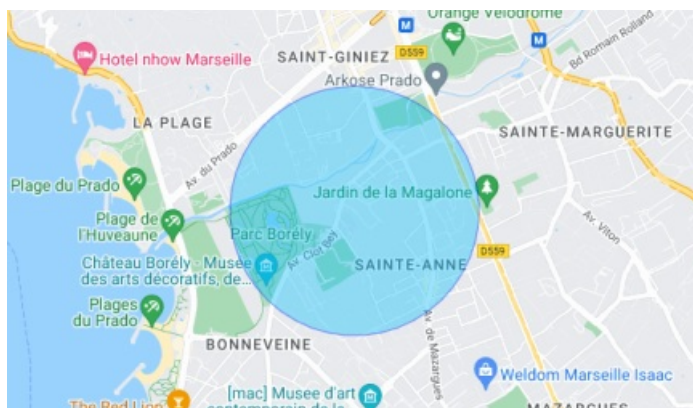 Orange Vélodrome
M
M
Hotel nhow Marseille
SAINT-GINIEZ
D559
Bd Romain Rolland
Arkose Prado
LA PLAGE
SAINTE-MARGUERITE
Av. du Prado
Plage du Prado
Jardin de la Magalone
Plage de
l'Huveaune
Parc Borély
Av. Viton
Av. Clot Bey
D559
Château Borély - Musée
des arts décoratifs, de...
SAINTE-ANNE
Plages
du Prado
Av. de Mazargues
BONNEVEINE
Weldom Marseille Isaac
[mac] Musee d'art
contemporain de la
The Red Lion
MAZARGUES